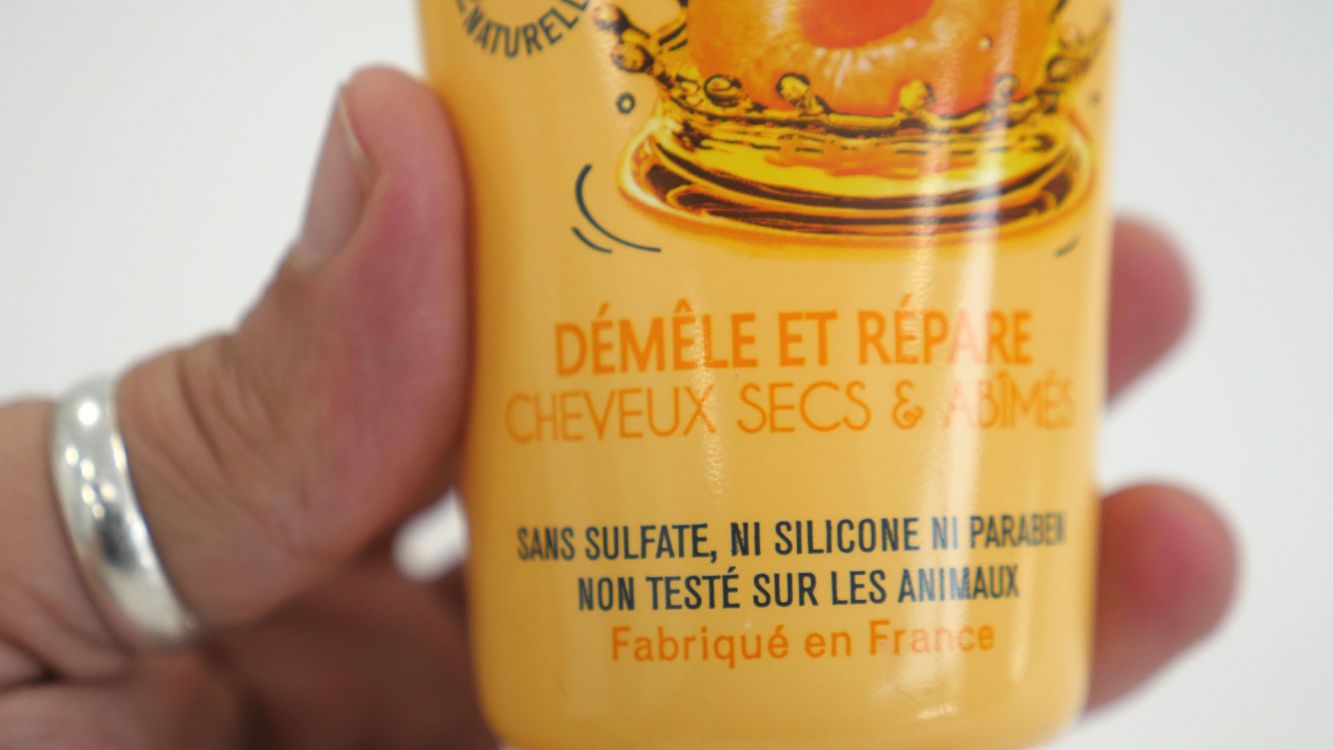 NATURELLE
DÉMÊLE ET RÉPARE
CHEVEUX SECS & ABÎMÉS
SANS SULFATE, NI SILICONE NI PARABEN
NON TESTÉ SUR LES ANIMAUX
Fabriqué en France